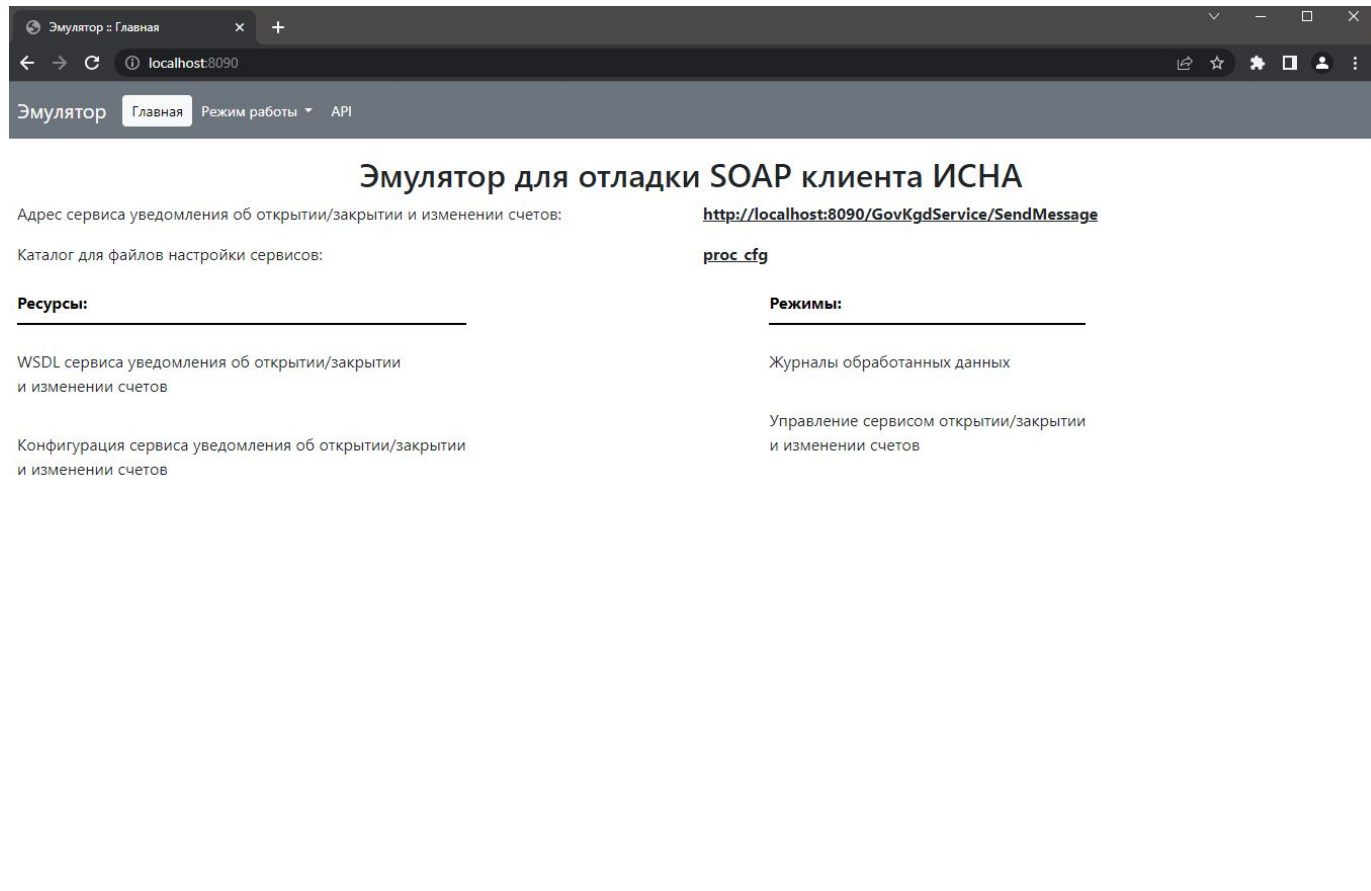 Эмулятор :: Главная
localhost:8090
Эмулятор Главная Режим работы API
Эмулятор для отладки SOAP клиента ИСНА
Адрес сервиса уведомления об открытии/закрытии и изменении счетов: http://localhost:8090/GovKgdService/SendMessage
Каталог для файлов настройки сервисов: proc_cfg
Ресурсы:
WSDL сервиса уведомления об открытии/закрытии
и изменении счетов
Конфигурация сервиса уведомления об открытии/закрытии
и изменении счетов
Режимы:
Журналы обработанных данных
Управление сервисом открытии/закрытии
и изменении счетов